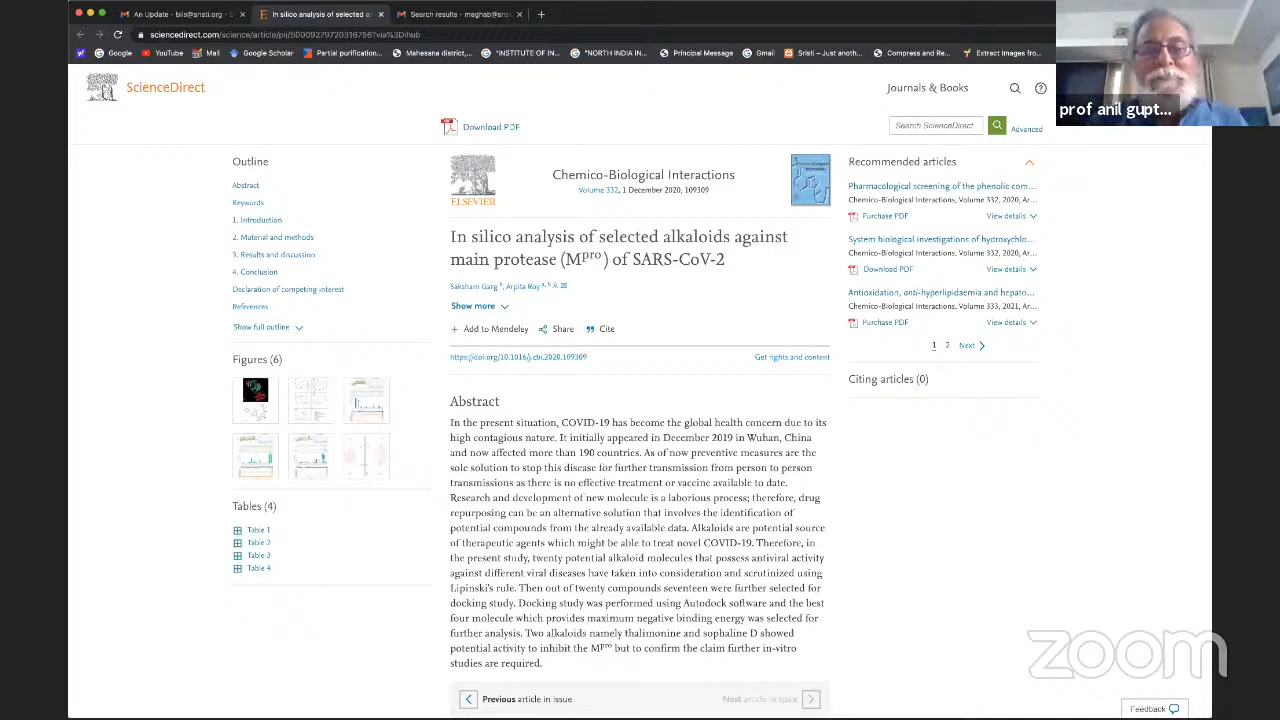 An Update - biis@sristi.org - S
In silico analysis of selected al
Search results - meghab@sristi
sciencedirect.com/science/article/pii/S0009279720316756?via%3Dihub
Google
YouTube
Mail
Google Scholar
Partial purification...
Mahesana district,...
"INSTITUTE OF IN...
"NORTH INDIA IN...
Principal Message
Gmail
Sristi – Just anoth...
Compress and Re...
Extract Images from...
prof anil gupt...
ScienceDirect
Journals & Books
Download PDF
Search ScienceDirect
Advanced
Outline
Abstract
Keywords
1. Introduction
2. Material and methods
3. Results and discussion
4. Conclusion
Declaration of competing interest
References
Show full outline
Figures (6)
Tables (4)
Table 1
Table 2
Table 3
Table 4
ELSEVIER
Chemico-Biological Interactions
Volume 332, 1 December 2020, 109309
In silico analysis of selected alkaloids against
main protease (Mpro) of SARS-CoV-2
Saksham Garg b, Arpita Roy a, b
Show more
Add to Mendeley
Share
Cite
https://doi.org/10.1016/j.cbi.2020.109309
Get rights and content
Abstract
In the present situation, COVID-19 has become the global health concern due to its
high contagious nature. It initially appeared in December 2019 in Wuhan, China
and now affected more than 190 countries. As of now preventive measures are the
sole solution to stop this disease for further transmission from person to person
transmissions as there is no effective treatment or vaccine available to date.
Research and development of new molecule is a laborious process; therefore, drug
repurposing can be an alternative solution that involves the identification of
potential compounds from the already available data. Alkaloids are potential source
of therapeutic agents which might be able to treat novel COVID-19. Therefore, in
the present study, twenty potential alkaloid molecules that possess antiviral activity
against different viral diseases have taken into consideration and scrutinized using
Lipinski's rule. Then out of twenty compounds seventeen were further selected for
docking study. Docking study was performed using Autodock software and the best
four molecule which provides maximum negative binding energy was selected for
further analysis. Two alkaloids namely thalimonine and sophaline D showed
potential activity to inhibit the Mpro but to confirm the claim further in-vitro
studies are required.
Previous article in issue
Next article in issue
Recommended articles
Pharmacological screening of the phenolic com...
Chemico-Biological Interactions, Volume 332, 2020, Ar...
Purchase PDF
View details
System biological investigations of hydroxychlo...
Chemico-Biological Interactions, Volume 332, 2020, Ar...
Download PDF
View details
Antioxidation, anti-hyperlipidaemia and hepato...
Chemico-Biological Interactions, Volume 333, 2021, Ar...
Purchase PDF
View details
1 2 Next
Citing articles (0)
zoom
Feedback